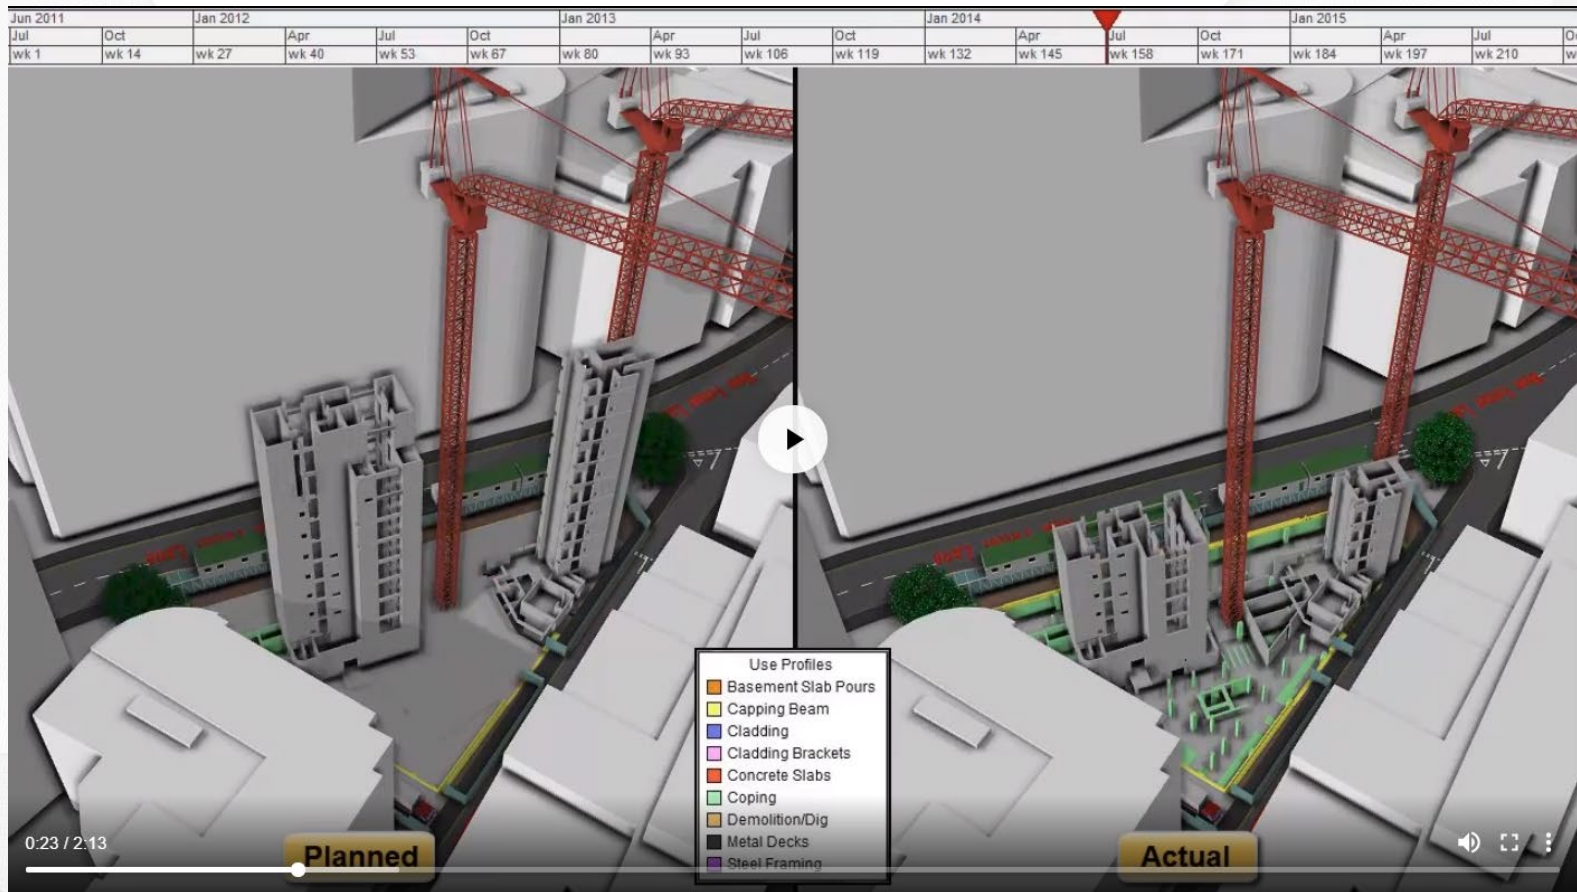 Jun 2011 Jan 2012 Jan 2013 Jan 2014 Jan 2015
Jul Oct Apr Jul Oct Apr Jul Oct Apr Jul Oct Apr Jul
wk 1 wk 14 wk 27 wk 40 wk 53 wk 67 wk 80 wk 93 wk 106 wk 119 wk 132 wk 145 wk 158 wk 171 wk 184 wk 197 wk 210
Use Profiles
Basement Slab Pours
Capping Beam
Cladding
Cladding Brackets
Concrete Slabs
Coping
Demolition/Dig
Metal Decks
Steel Framing
0:23 / 2:13
Planned
Actual